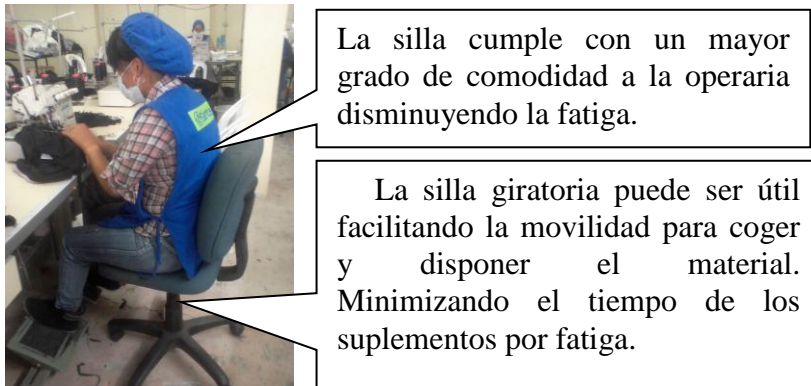 La silla cumple con un mayor
grado de comodidad a la operaria
disminuyendo la fatiga.
La silla giratoria puede ser útil
facilitando la movilidad para coger
y disponer el material.
Minimizando el tiempo de los
suplementos por fatiga.